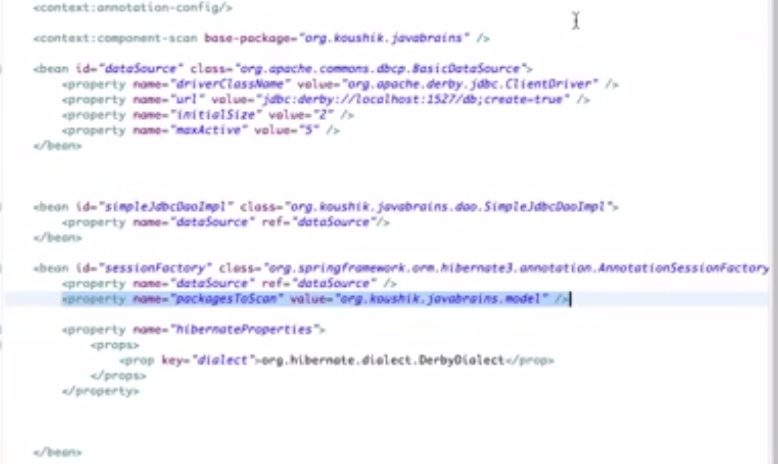 <context:annotation-config/>
<context:component-scan base-package="org.koushik.javabrains" />
<bean id="dataSource" class="org.apache.commons.dbcp.BasicDataSource">
<property name="driverClassName" value="org.apache.derby.jdbc.ClientDriver" />
<property name="url" value="jdbc:derby://localhost:1527/db;create=true" />
<property name="initialSize" value="2" />
<property name="maxActive" value="5" />
</bean>
<bean id="simpleJdbcDaoImpl" class="org.koushik.javabrains.dao.SimpleJdbcDaoImpl">
<property name="dataSource" ref="dataSource"/>
</bean>
<bean id="sessionFactory" class="org.springframework.orm.hibernate3.annotation.AnnotationSessionFactory
<property name="dataSource" ref="dataSource" />
<property name="packagesToScan" value="org.koushik.javabrains.model" />
<property name="hibernateProperties">
<props>
<prop key="dialect">org.hibernate.dialect.DerbyDialect</prop>
</props>
</property>
</bean>